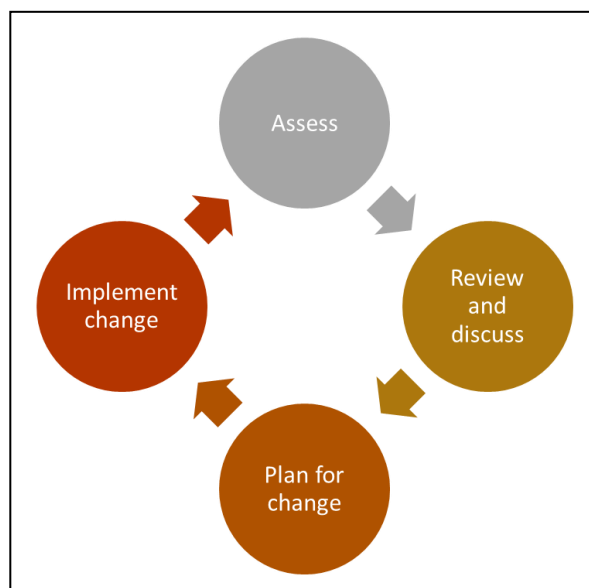 Assess
Review
and
discuss
Plan for
change
Implement
change